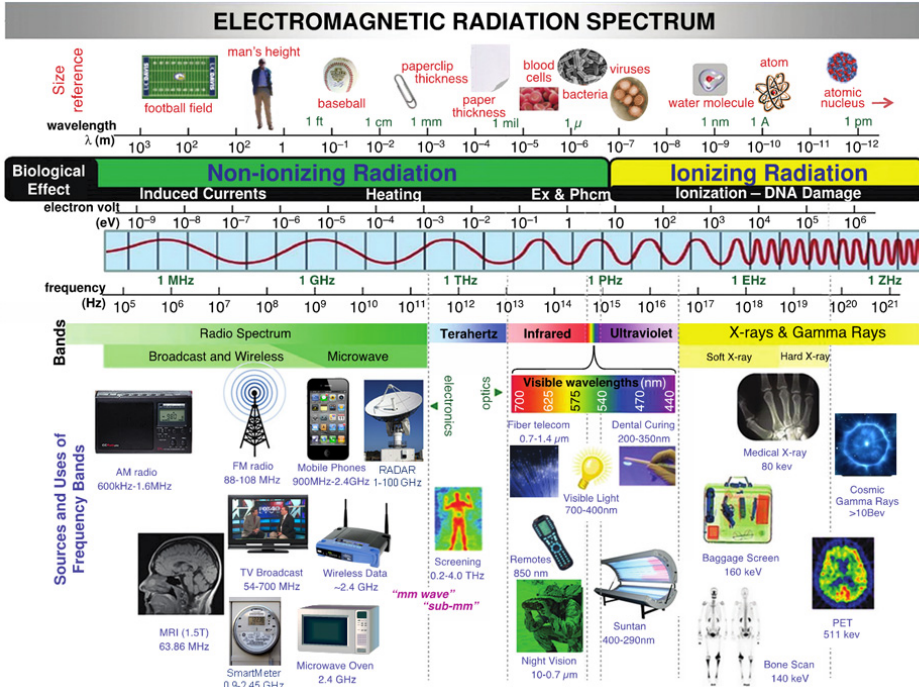 ELECTROMAGNETIC RADIATION SPECTRUM
Size
reference
football field
man's height
baseball
paperclip
thickness
paper
thickness
blood
cells
bacteria
viruses
water molecule
atom
atomic
nucleus
wavelength
λ (m)
1 ft
1 cm
1 mm
1 mil
1 µ
1 nm
1 A
1 pm
10³ 10² 10² 1 10⁻¹ 10⁻² 10⁻³ 10⁻⁴ 10⁻⁵ 10⁻⁶ 10⁻⁷ 10⁻⁸ 10⁻⁹ 10⁻¹⁰ 10⁻¹¹ 10⁻¹²
Biological
Effect
Non-ionizing Radiation
Ionizing Radiation
Induced Currents
Heating
Ex & Phcm
Ionization – DNA Damage
electron volt
(eV)
10⁻⁹ 10⁻⁸ 10⁻⁷ 10⁻⁶ 10⁻⁵ 10⁻⁴ 10⁻³ 10⁻² 10⁻¹ 1 10 10² 10³ 10⁴ 10⁵ 10⁶
frequency
(Hz)
1 MHz
1 GHz
1 THz
1 PHz
1 EHz
1 ZHz
10⁵ 10⁶ 10⁷ 10⁸ 10⁹ 10¹⁰ 10¹¹ 10¹² 10¹³ 10¹⁴ 10¹⁵ 10¹⁶ 10¹⁷ 10¹⁸ 10¹⁹ 10²⁰ 10²¹
Bands
Radio Spectrum
Terahertz
Infrared
Ultraviolet
X-rays & Gamma Rays
Broadcast and Wireless
Microwave
Soft X-ray
Hard X-ray
electronics
optics
Visible wavelengths (nm)
700
625
575
540
470
440
Sources and Uses of
Frequency Bands
AM radio
600kHz-1.6MHz
FM radio
88-108 MHz
Mobile Phones
900MHz-2.4GHz
RADAR
1-100 GHz
Fiber telecom
0.7-1.4 µm
Dental Curing
200-350nm
Visible Light
700-400nm
Medical X-ray
80 kev
Cosmic
Gamma Rays
>10Bev
TV Broadcast
54-700 MHz
Wireless Data
~2.4 GHz
Screening
0.2-4.0 THz
"mm wave"
"sub-mm"
Remotes
850 nm
Suntan
400-290nm
Baggage Screen
160 keV
PET
511 kev
MRI (1.5T)
63.86 MHz
SmartMeter
0.9-2.45 GHz
Microwave Oven
2.4 GHz
Night Vision
10-0.7 µm
Bone Scan
140 keV